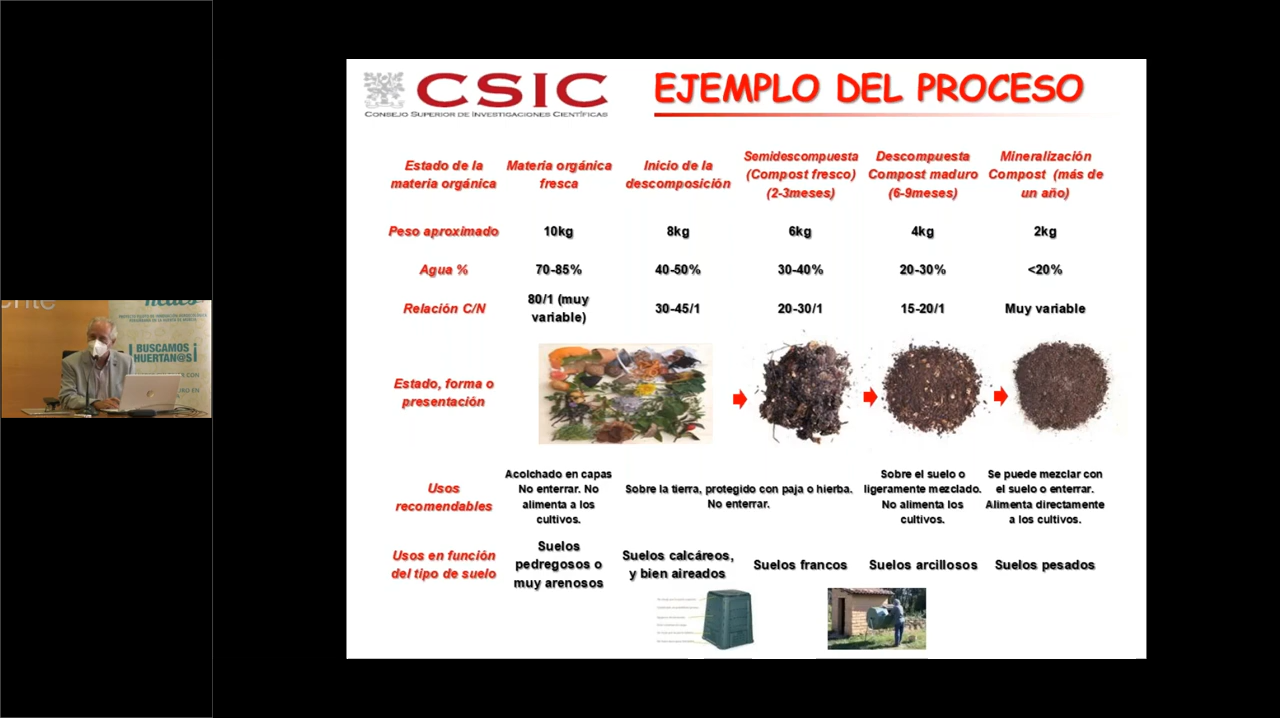 CSIC
CONSEJO SUPERIOR DE INVESTIGACIONES CIENTÍFICAS
EJEMPLO DEL PROCESO
Estado de la
materia orgánica
Materia orgánica
fresca
Inicio de la
descomposición
Semidescompuesta
(Compost fresco)
(2-3meses)
Descompuesta
Compost maduro
(6-9meses)
Mineralización
Compost (más de
un año)
Peso aproximado
10kg
8kg
6kg
4kg
2kg
Agua %
70-85%
40-50%
30-40%
20-30%
<20%
Relación C/N
80/1 (muy
variable)
30-45/1
20-30/1
15-20/1
Muy variable
Estado, forma o
presentación
Usos
recomendables
Acolchado en capas
No enterrar. No
alimenta a los
cultivos.
Sobre la tierra, protegido con paja o hierba.
No enterrar.
Sobre el suelo o
ligeramente mezclado.
No alimenta los
cultivos.
Se puede mezclar con
el suelo o enterrar.
Alimenta directamente
a los cultivos.
Usos en función
del tipo de suelo
Suelos
pedregosos o
muy arenosos
Suelos calcáreos,
y bien aireados
Suelos francos
Suelos arcillosos
Suelos pesados
¡BUSCAMOS
HUERTAN@S!